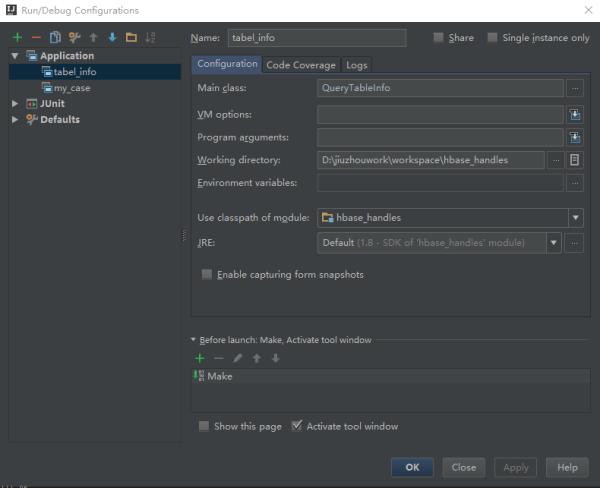 Run/Debug Configurations
Name: tabel_info
Share
Single instance only
Application
tabel_info
my_case
JUnit
Defaults
Configuration Code Coverage Logs
Main class: QueryTableInfo
VM options:
Program arguments:
Working directory: D:\jiuzhouwork\workspace\hbase_handles
Environment variables:
Use classpath of module: hbase_handles
JRE: Default (1.8 - SDK of 'hbase_handles' module)
Enable capturing form snapshots
Before launch: Make, Activate tool window
Make
Show this page
Activate tool window
OK Close Apply Help